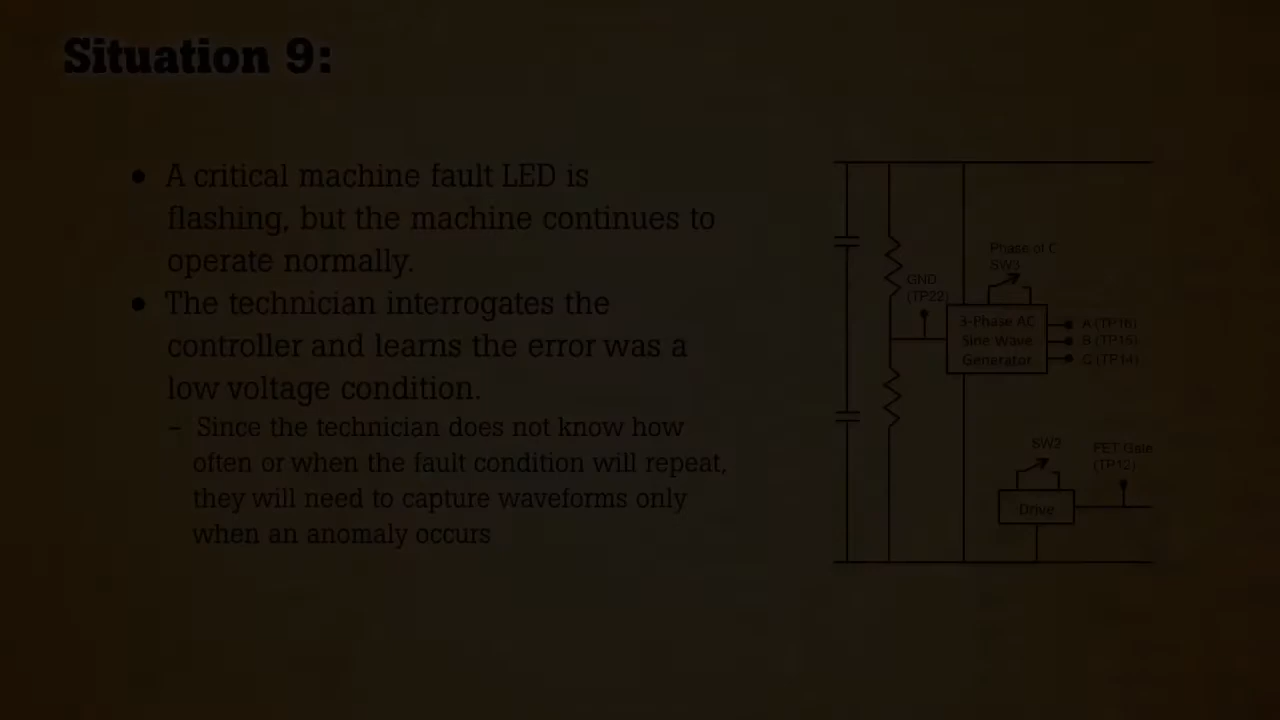 Situation 9:
• A critical machine fault LED is
flashing, but the machine continues to
operate normally.
• The technician interrogates the
controller and learns the error was a
low voltage condition.
– Since the technician does not know how
often or when the fault condition will repeat,
they will need to capture waveforms only
when an anomaly occurs
Phase of C
SW3
GND
(TP22)
3-Phase AC
Sine Wave
Generator
A (TP16)
B (TP15)
C (TP14)
SW2
FET Gate
(TP12)
Drive